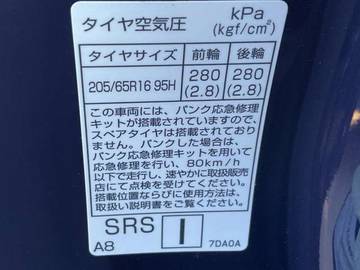 タイヤ空気圧 kPa (kgf/cm²)
タイヤサイズ 前輪 後輪
205/65R16 95H 280 (2.8) 280 (2.8)
この車両には、パンク応急修理
キットが搭載されていますので、
スペアタイヤは搭載されていませ
ん。パンクした場合は、
パンク応急修理キットを用いて
応急修理を行い、80km/h
以下で走行し、速やかに取扱販売
店にて点検を受けてください。
搭載位置ならびに使用方法は、
取扱説明書をご覧ください。
SRS I
A8 7DA0A